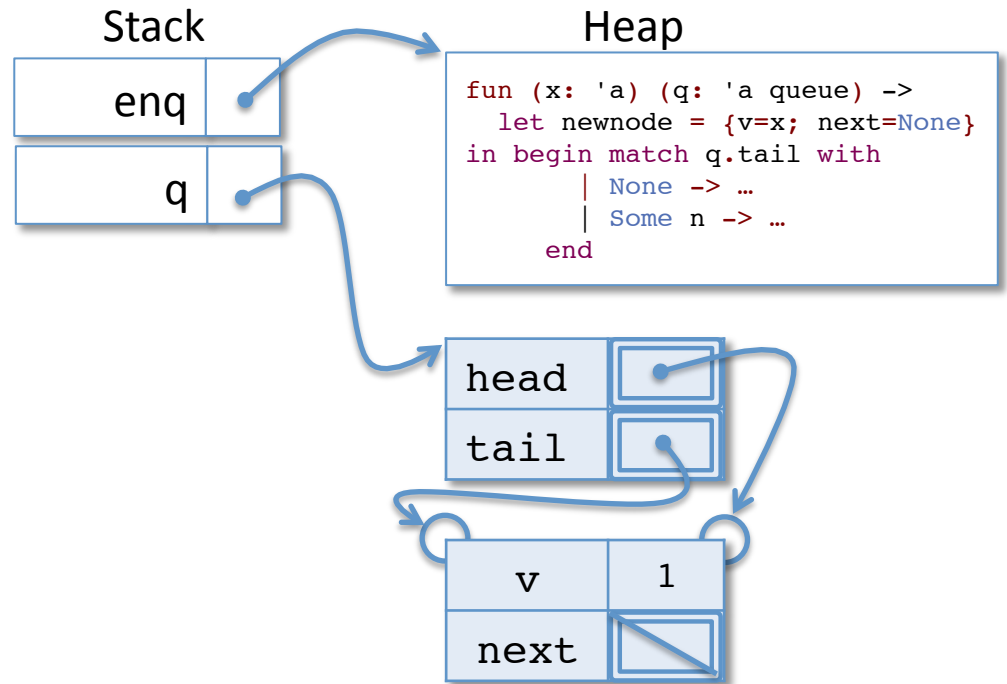 Stack
Heap
enq
q
fun (x: 'a) (q: 'a queue) ->
let newnode = {v=x; next=None}
in begin match q.tail with
| None -> …
| Some n -> …
end
head
tail
v 1
next